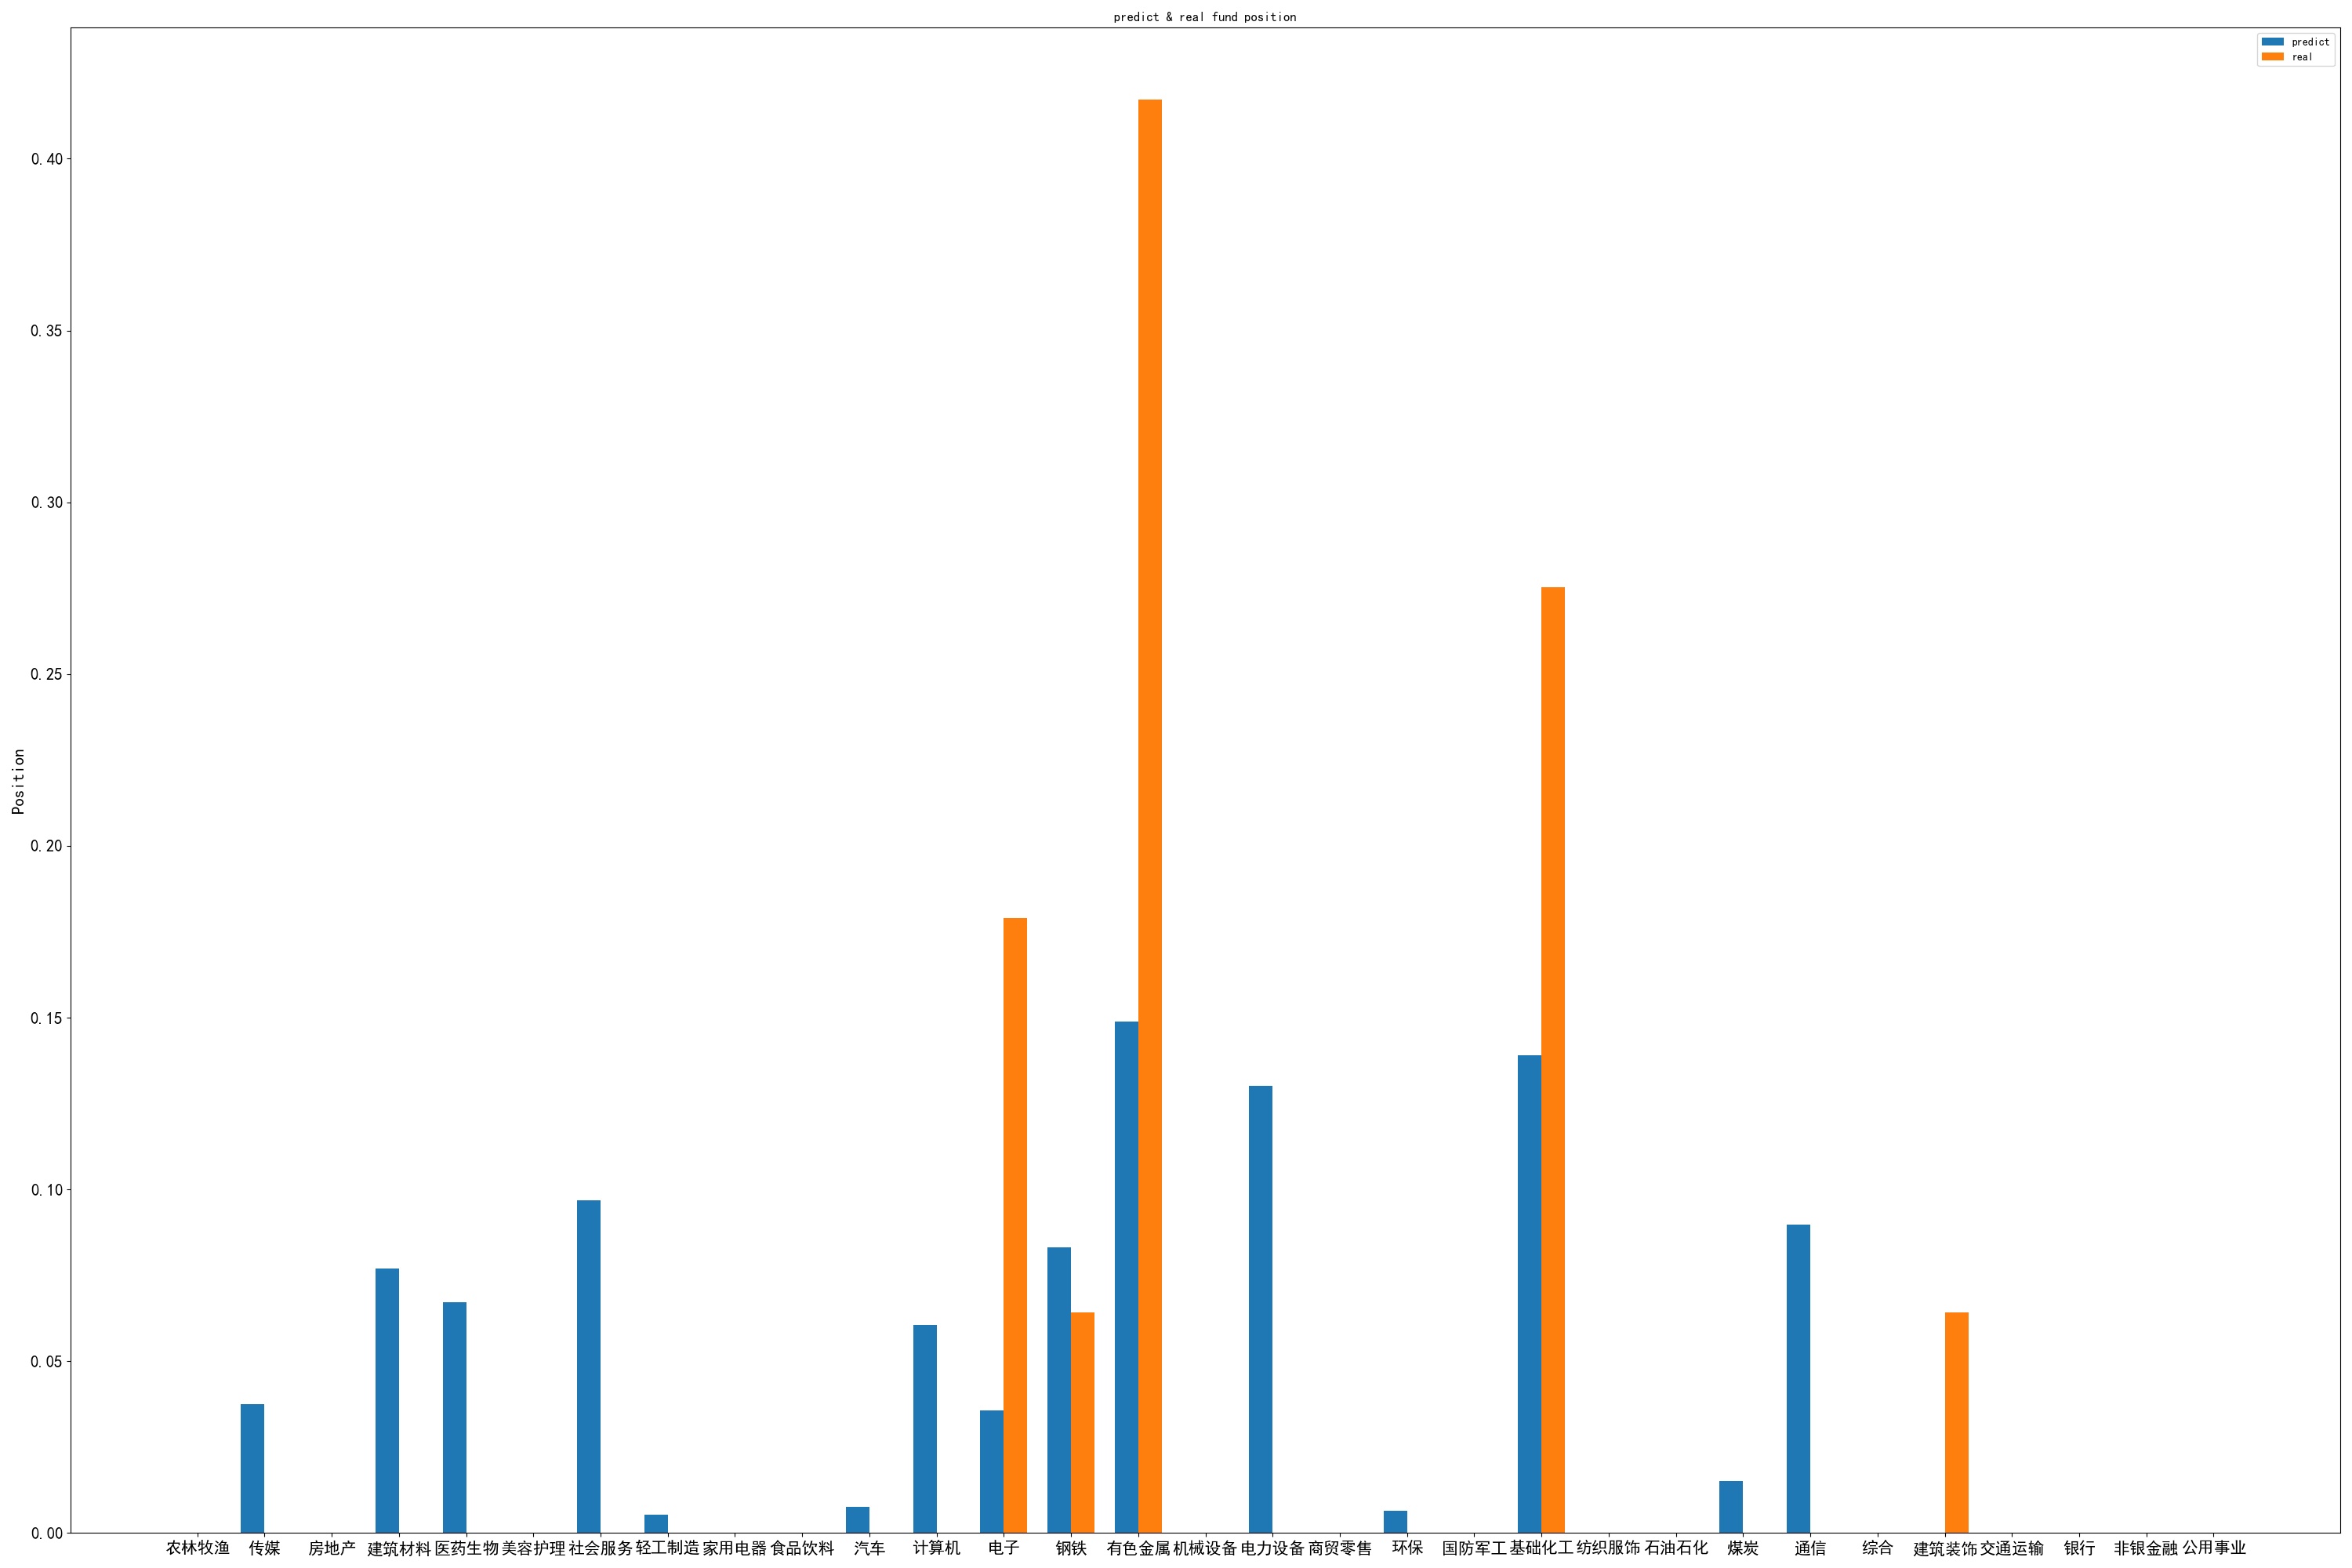 predict & real fund position
predict
real
0.40
0.35
0.30
0.25
0.20
0.15
0.10
0.05
0.00
Position
农林牧渔 传媒 房地产 建筑材料 医药生物 美容护理 社会服务 轻工制造 家用电器 食品饮料 汽车 计算机 电子 钢铁 有色金属 机械设备 电力设备 商贸零售 环保 国防军工 基础化工 纺织服饰 石油石化 煤炭 通信 综合 建筑装饰 交通运输 银行 非银金融 公用事业